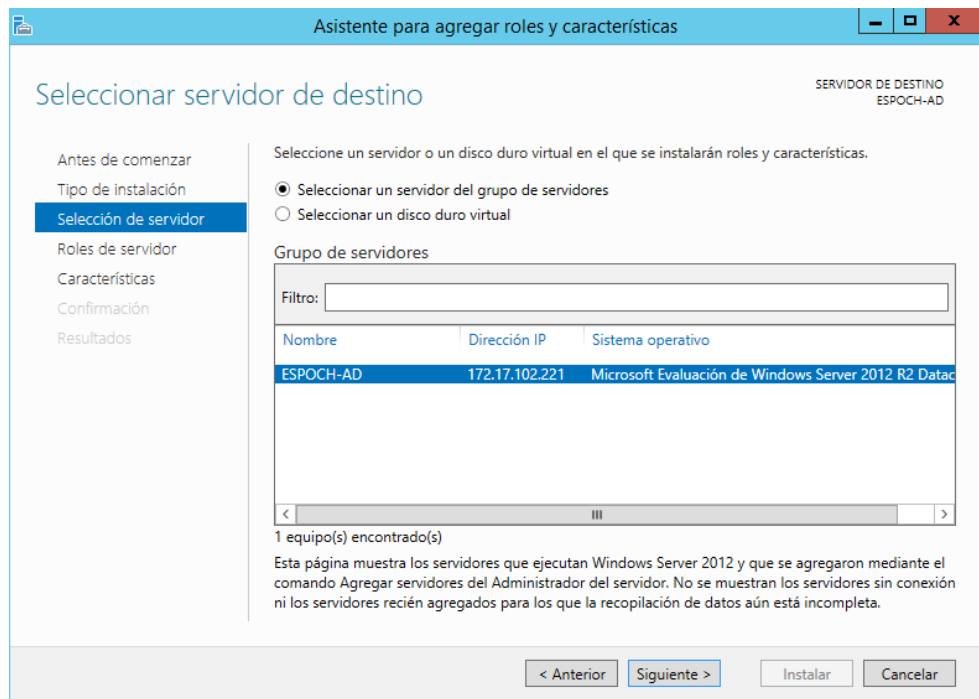 Asistente para agregar roles y características
Seleccionar servidor de destino
SERVIDOR DE DESTINO
ESPOCH-AD
Antes de comenzar
Tipo de instalación
Selección de servidor
Roles de servidor
Características
Confirmación
Resultados
Seleccione un servidor o un disco duro virtual en el que se instalarán roles y características.
Seleccionar un servidor del grupo de servidores
Seleccionar un disco duro virtual
Grupo de servidores
Filtro:
Nombre Dirección IP Sistema operativo
ESPOCH-AD 172.17.102.221 Microsoft Evaluación de Windows Server 2012 R2 Datac
1 equipo(s) encontrado(s)
Esta página muestra los servidores que ejecutan Windows Server 2012 y que se agregaron mediante el
comando Agregar servidores del Administrador del servidor. No se muestran los servidores sin conexión
ni los servidores recién agregados para los que la recopilación de datos aún está incompleta.
< Anterior Siguiente > Instalar Cancelar